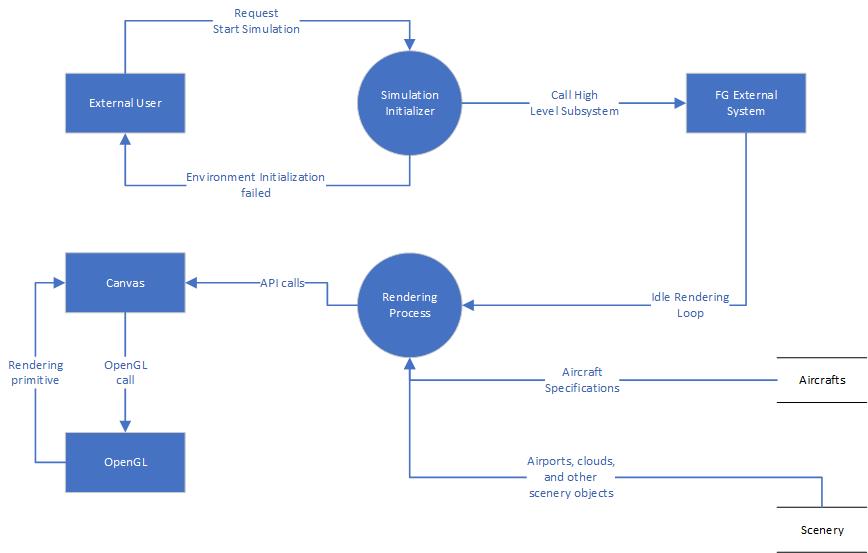 Request
Start Simulation
External User
Simulation
Initializer
Call High
Level Subsystem
FG External
System
Environment Initialization
failed
Canvas
API calls
Rendering
Process
Idle Rendering
Loop
Rendering
primitive
OpenGL
call
Aircraft
Specifications
Aircrafts
OpenGL
Airports, clouds,
and other
scenery objects
Scenery